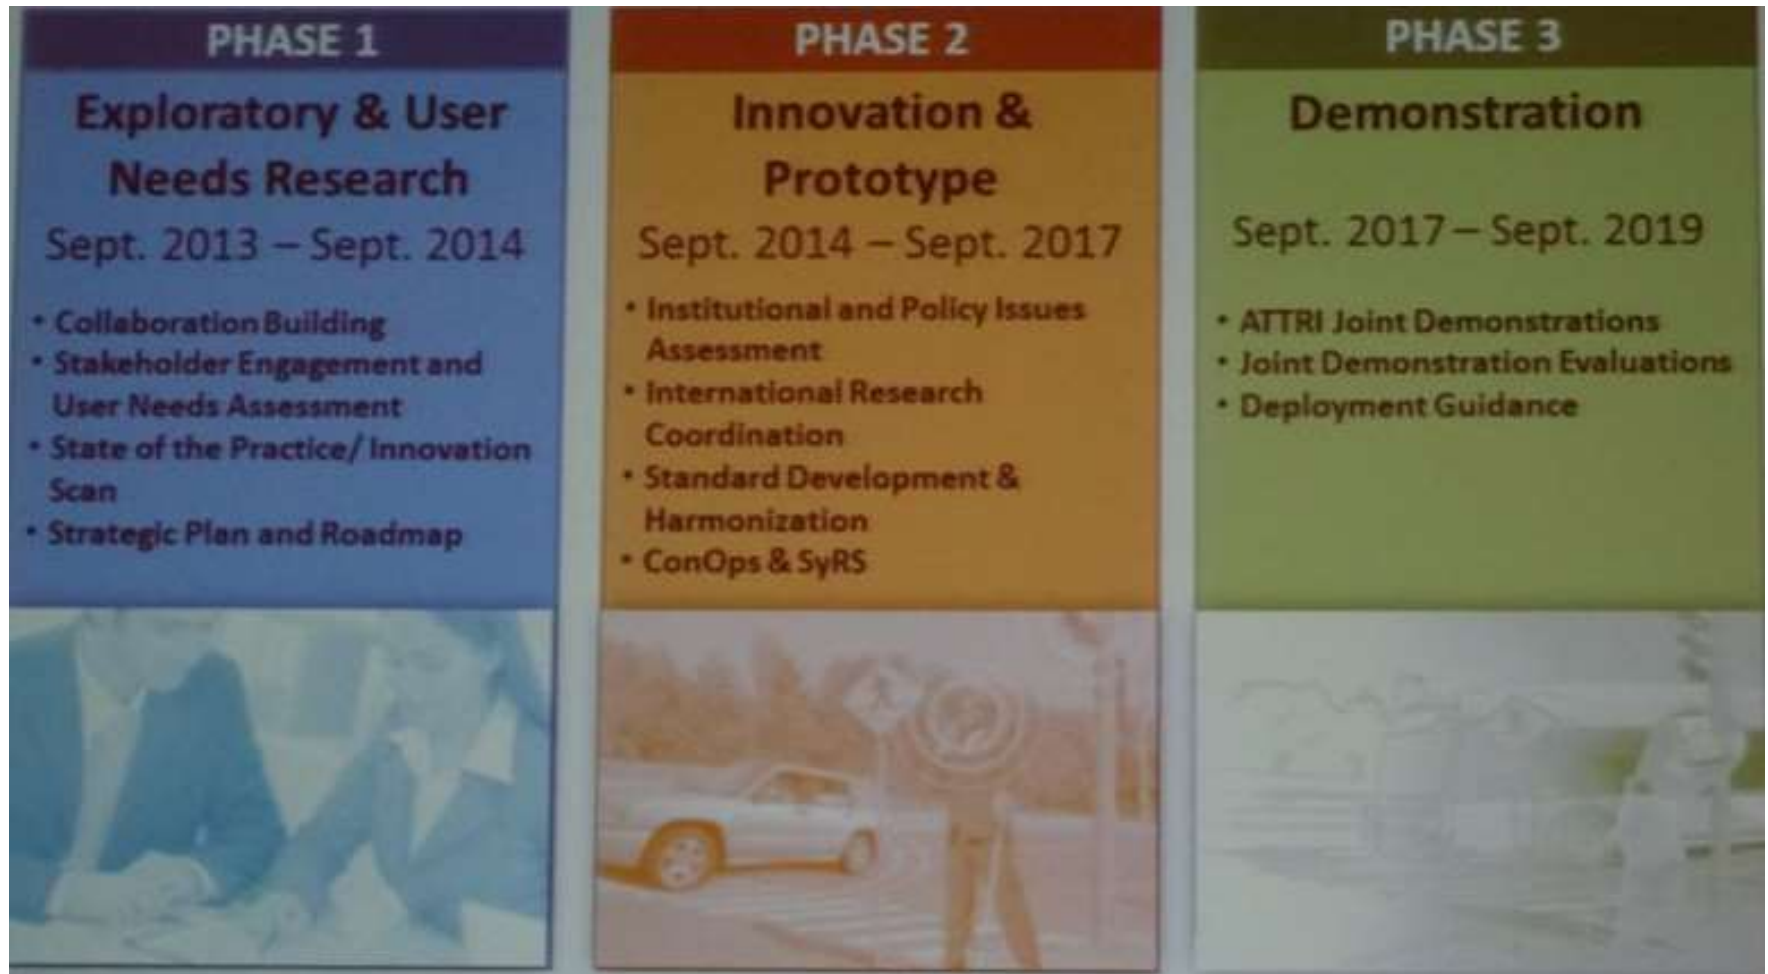 PHASE 1
Exploratory & User
Needs Research
Sept. 2013 – Sept. 2014
• Collaboration Building
• Stakeholder Engagement and
User Needs Assessment
• State of the Practice/ Innovation
Scan
• Strategic Plan and Roadmap
PHASE 2
Innovation &
Prototype
Sept. 2014 – Sept. 2017
• Institutional and Policy Issues
Assessment
• International Research
Coordination
• Standard Development &
Harmonization
• ConOps & SyRS
PHASE 3
Demonstration
Sept. 2017 – Sept. 2019
• ATTRI Joint Demonstrations
• Joint Demonstration Evaluations
• Deployment Guidance